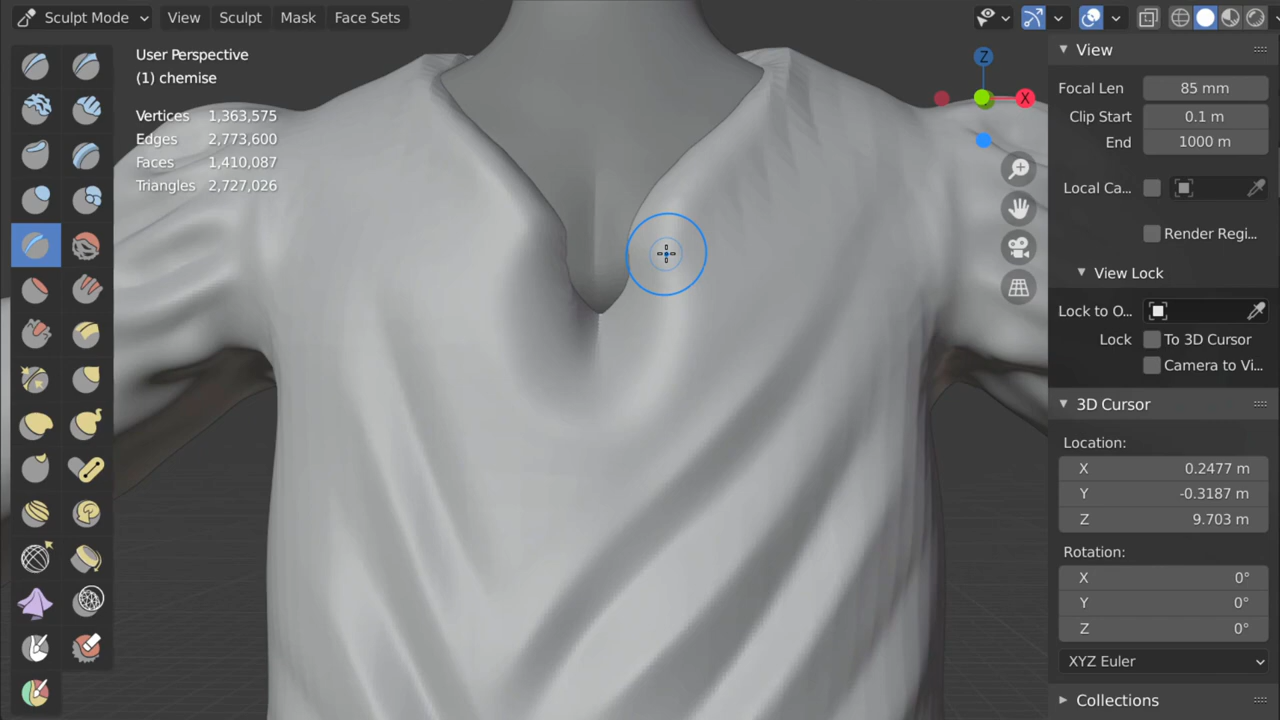 Sculpt Mode View Sculpt Mask Face Sets
User Perspective
(1) chemise
Vertices 1,363,575
Edges 2,773,600
Faces 1,410,087
Triangles 2,727,026
Z
X
View
Focal Len 85 mm
Clip Start 0.1 m
End 1000 m
Local Ca...
Render Regi...
View Lock
Lock to O...
Lock To 3D Cursor
Camera to Vi...
3D Cursor
Location:
X 0.2477 m
Y -0.3187 m
Z 9.703 m
Rotation:
X 0°
Y 0°
Z 0°
XYZ Euler
Collections